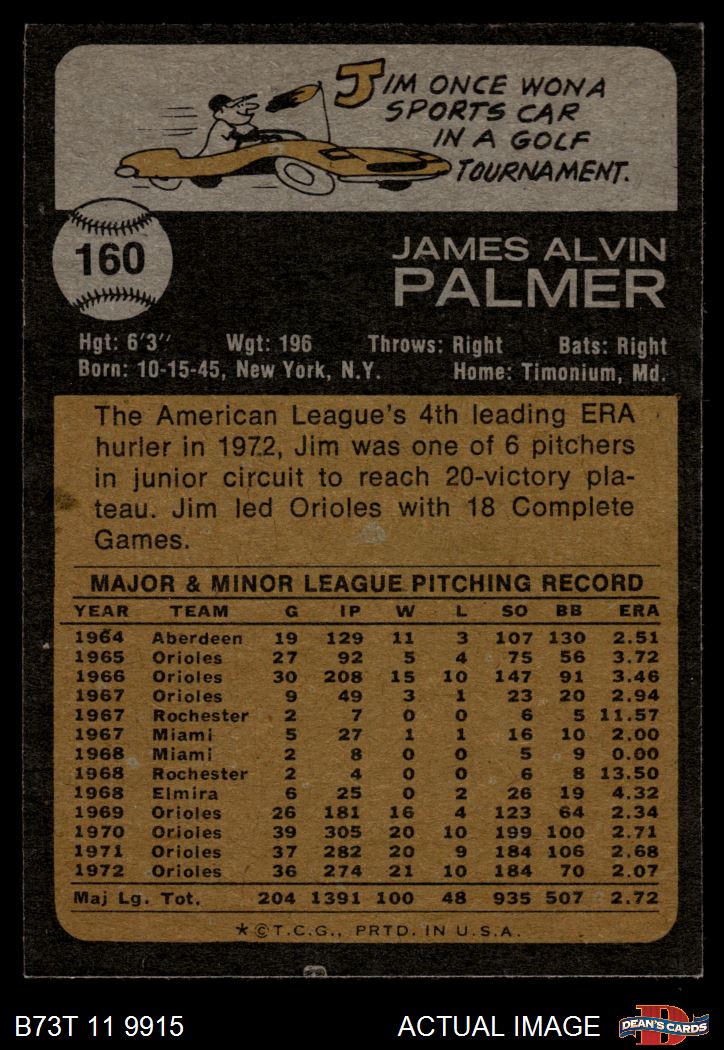 JIM ONCE WON A
SPORTS CAR
IN A GOLF
TOURNAMENT.
160
JAMES ALVIN
PALMER
Hgt: 6'3" Wgt: 196 Throws: Right Bats: Right
Born: 10-15-45, New York, N.Y. Home: Timonium, Md.
The American League's 4th leading ERA
hurler in 1972, Jim was one of 6 pitchers
in junior circuit to reach 20-victory pla-
teau. Jim led Orioles with 18 Complete
Games.
MAJOR & MINOR LEAGUE PITCHING RECORD
YEAR TEAM G IP W L SO BB ERA
1964 Aberdeen 19 129 11 3 107 130 2.51
1965 Orioles 27 92 5 4 75 56 3.72
1966 Orioles 30 208 15 10 147 91 3.46
1967 Orioles 9 49 3 1 23 20 2.94
1967 Rochester 2 7 0 0 6 5 11.57
1967 Miami 5 27 1 1 16 10 2.00
1968 Miami 2 8 0 0 5 9 0.00
1968 Rochester 2 4 0 0 6 8 13.50
1968 Elmira 6 25 0 2 26 19 4.32
1969 Orioles 26 181 16 4 123 64 2.34
1970 Orioles 39 305 20 10 199 100 2.71
1971 Orioles 37 282 20 9 184 106 2.68
1972 Orioles 36 274 21 10 184 70 2.07
Maj Lg. Tot. 204 1391 100 48 935 507 2.72
*©T.C.G., PRTD. IN U.S.A.
B73T 11 9915 ACTUAL IMAGE
D
DEAN'S CARDS